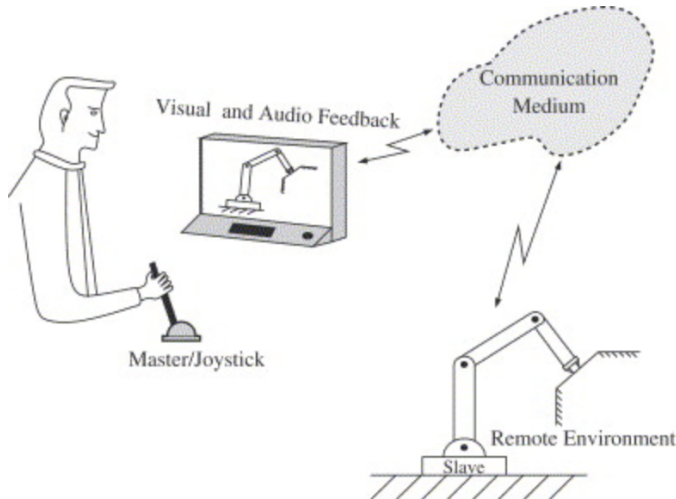 Communication
Medium
Visual and Audio Feedback
Master/Joystick
Remote Environment
Slave